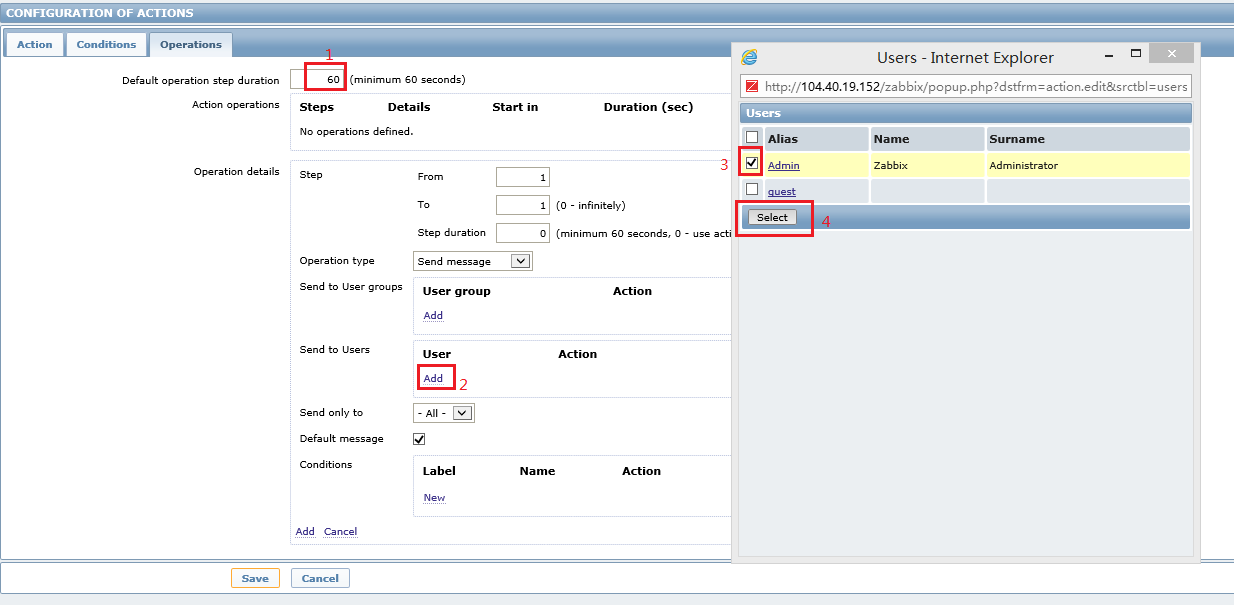 CONFIGURATION OF ACTIONS
Action Conditions Operations
1
Default operation step duration 60 (minimum 60 seconds)
Action operations Steps Details Start in Duration (sec)
No operations defined.
Operation details Step From 1
To 1 (0 - infinitely)
Step duration 0 (minimum 60 seconds, 0 - use acti
Operation type Send message
Send to User groups User group Action
Add
Send to Users User Action
Add 2
Send only to - All -
Default message
Conditions Label Name Action
New
Add Cancel
Save Cancel
Users - Internet Explorer
http://104.40.19.152/zabbix/popup.php?dstfrm=action.edit&srctbl=users
Users
Alias Name Surname
3 Admin Zabbix Administrator
guest
Select 4